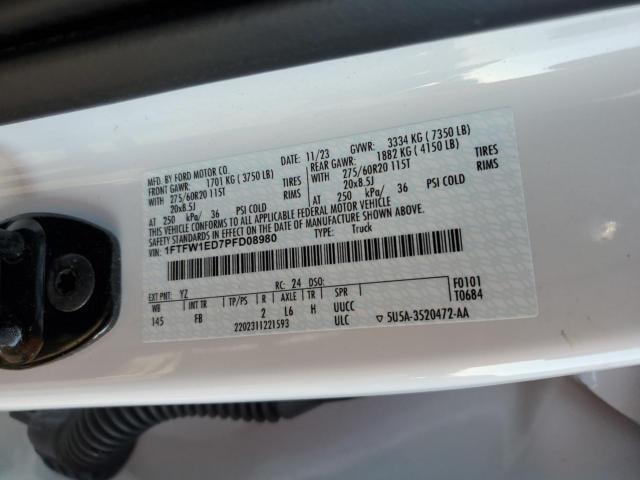 MFD. BY FORD MOTOR CO.
DATE: 11/23 GVWR: 3334 KG ( 7350 LB)
FRONT GAWR: 1701 KG ( 3750 LB) REAR GAWR: 1882 KG ( 4150 LB)
WITH 275/60R20 115T TIRES WITH 275/60R20 115T TIRES
20x8.5J RIMS 20x8.5J RIMS
AT 250 kPa/ 36 PSI COLD AT 250 kPa/ 36 PSI COLD
THIS VEHICLE CONFORMS TO ALL APPLICABLE FEDERAL MOTOR VEHICLE
SAFETY STANDARDS IN EFFECT ON THE DATE OF MANUFACTURE SHOWN ABOVE.
VIN: 1FTFW1ED7PFD08980 TYPE: Truck
F0101
T0684
EXT PNT: YZ RC: 24 DSO:
WB INT TR TP/PS R AXLE TR SPR
145 FB 2 L6 H UUCC
2202311221593 ULC ▽ 5U5A-3520472-AA